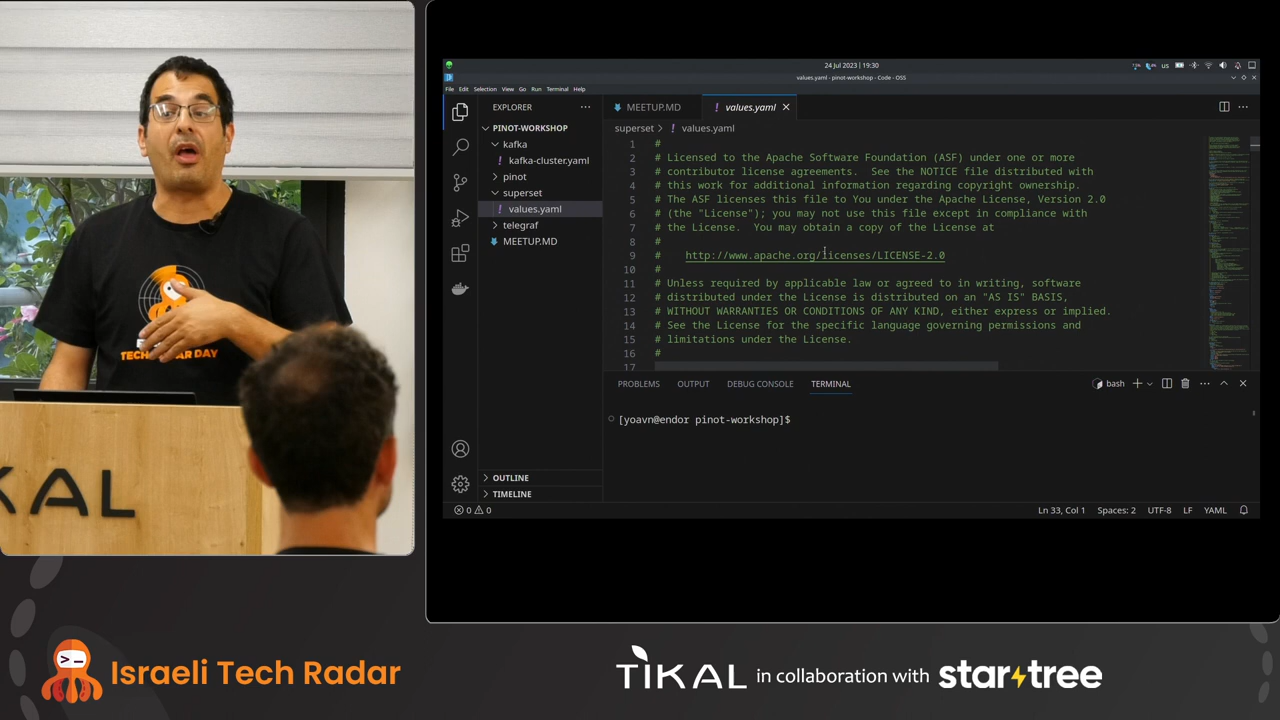 TECH RADAR DAY
KAL
24 Jul 2023 | 19:30
us
values.yaml - pinot-workshop - Code - OSS
File Edit Selection View Go Run Terminal Help
EXPLORER
PINOT-WORKSHOP
kafka
kafka-cluster.yaml
pinot
superset
values.yaml
telegraf
MEETUP.MD
OUTLINE
TIMELINE
MEETUP.MD
values.yaml
superset > values.yaml
1 #
2 # Licensed to the Apache Software Foundation (ASF) under one or more
3 # contributor license agreements.  See the NOTICE file distributed with
4 # this work for additional information regarding copyright ownership.
5 # The ASF licenses this file to You under the Apache License, Version 2.0
6 # (the "License"); you may not use this file except in compliance with
7 # the License.  You may obtain a copy of the License at
8 #
9 #    http://www.apache.org/licenses/LICENSE-2.0
10 #
11 # Unless required by applicable law or agreed to in writing, software
12 # distributed under the License is distributed on an "AS IS" BASIS,
13 # WITHOUT WARRANTIES OR CONDITIONS OF ANY KIND, either express or implied.
14 # See the License for the specific language governing permissions and
15 # limitations under the License.
16 #
17
PROBLEMS OUTPUT DEBUG CONSOLE TERMINAL
bash
[yoavn@endor pinot-workshop]$
0 0
Ln 33, Col 1 Spaces: 2 UTF-8 LF YAML
Israeli Tech Radar
TIKAL in collaboration with startree